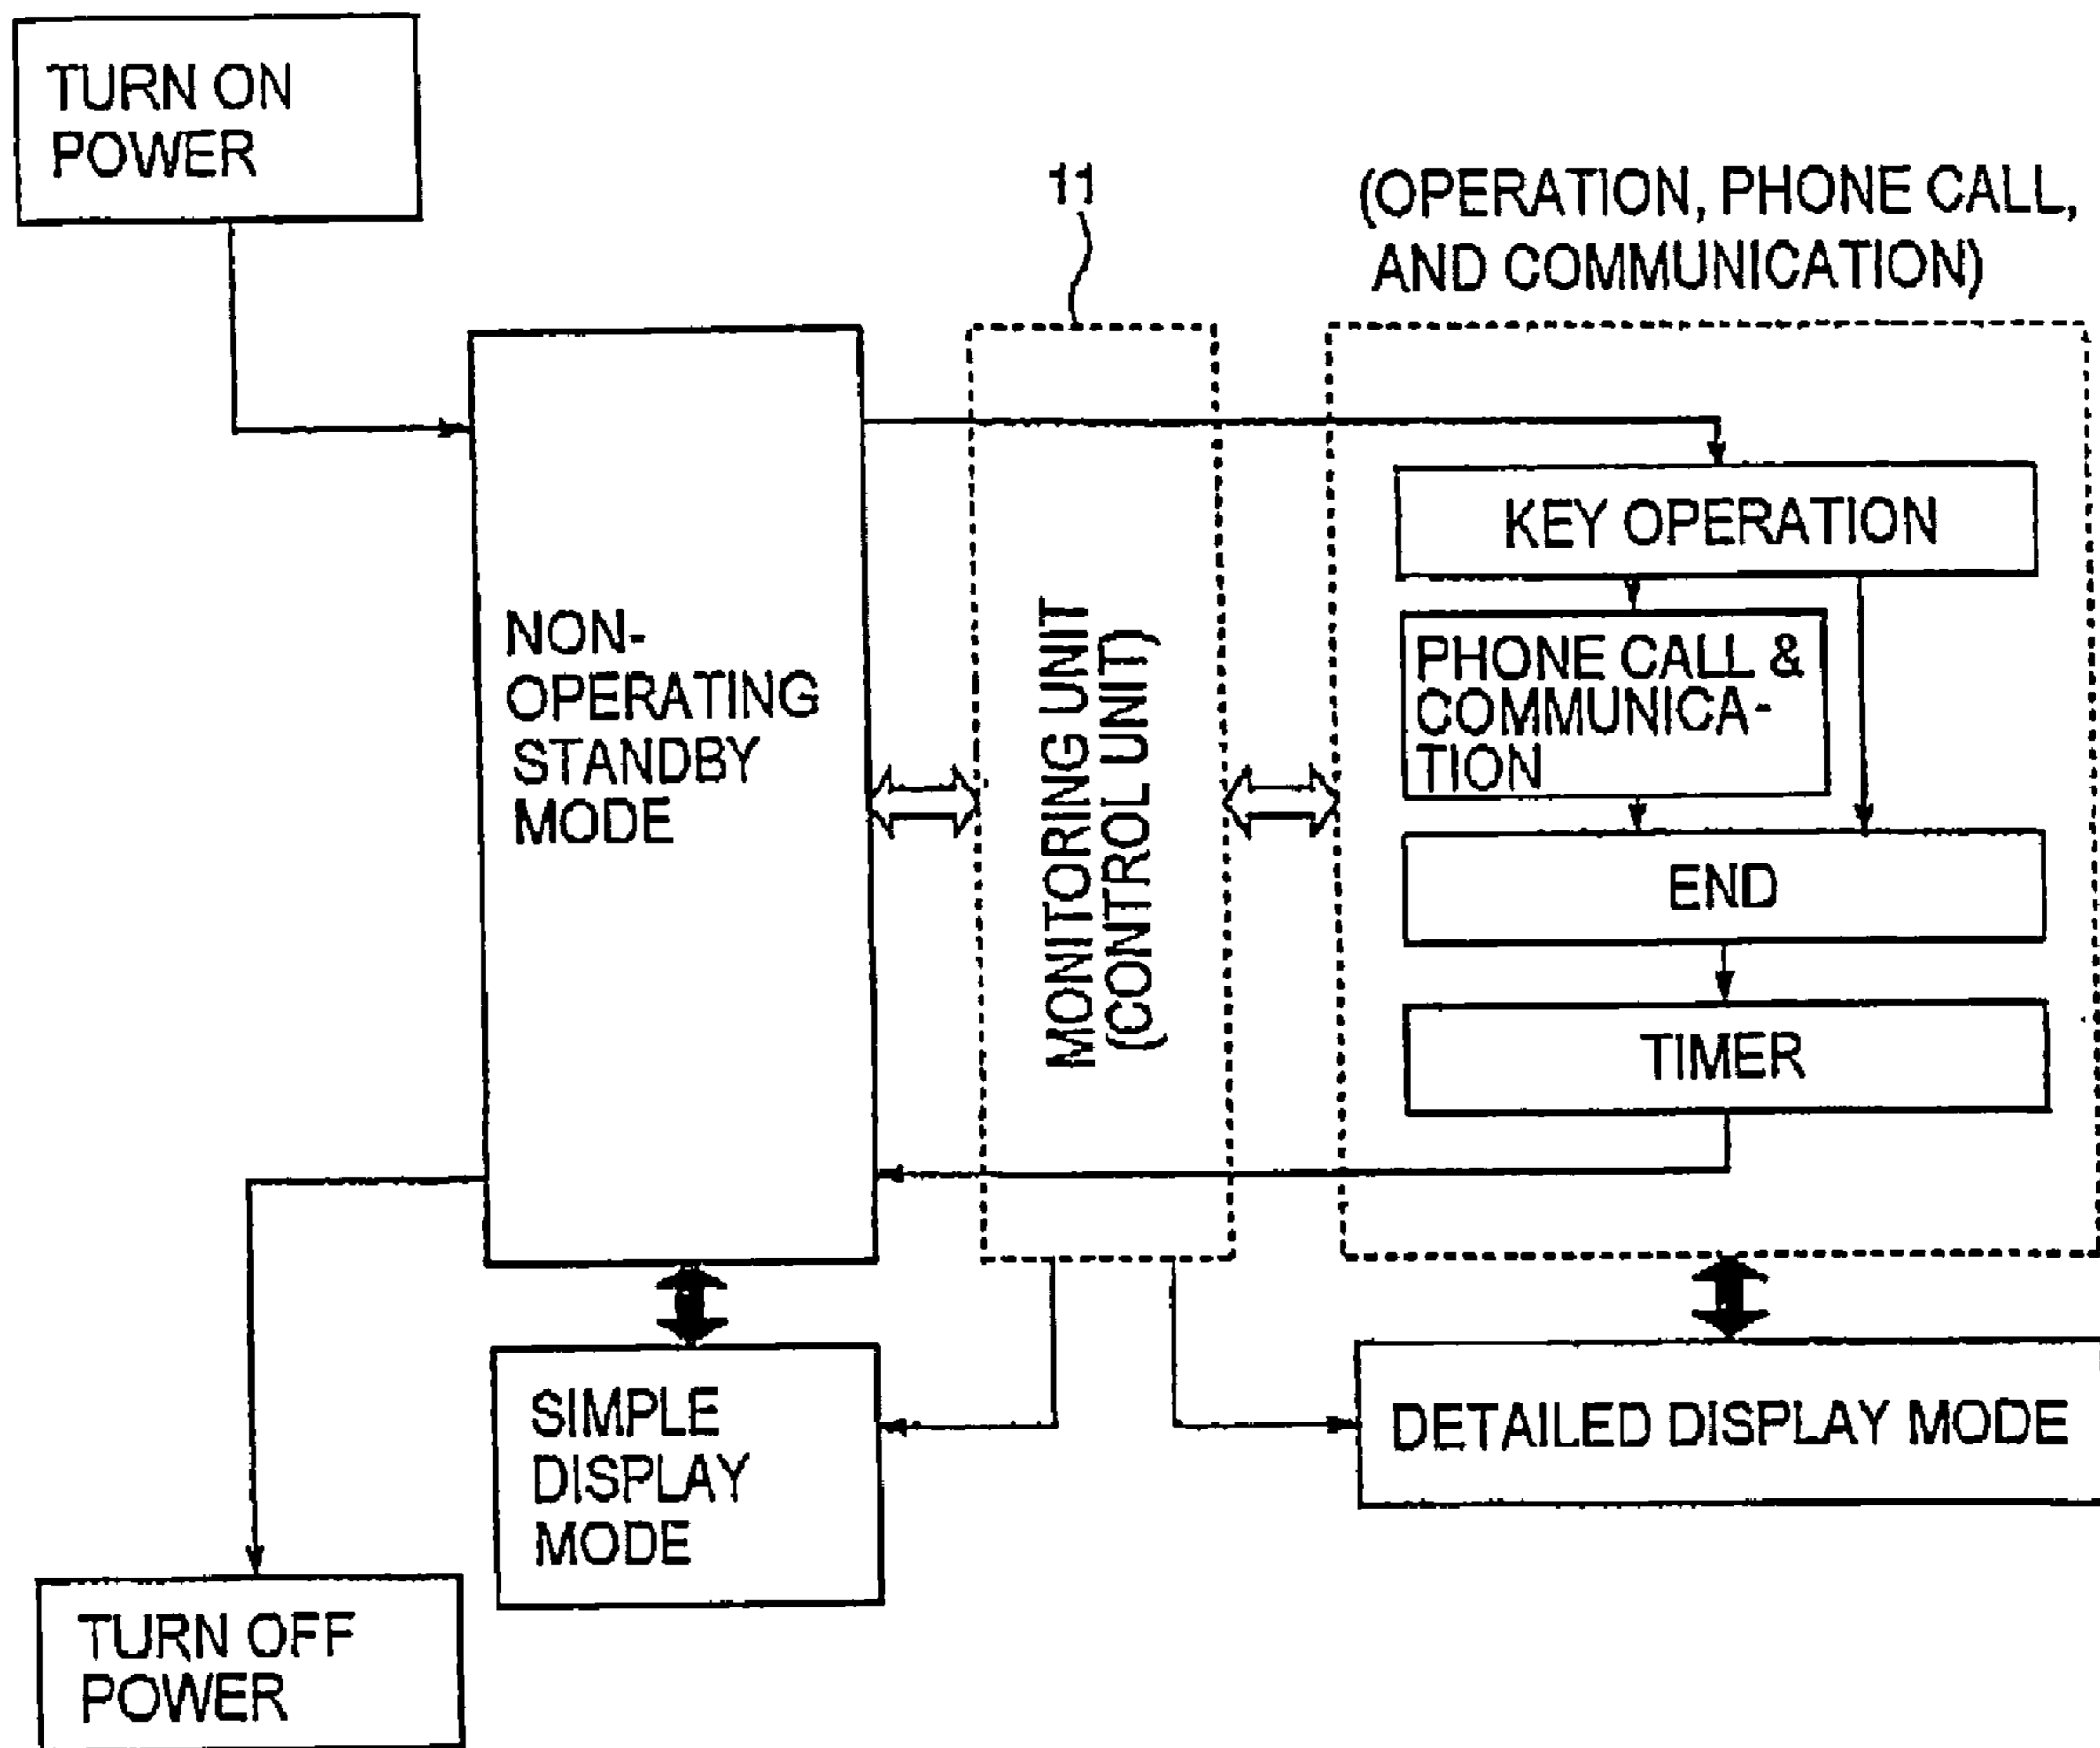 TURN ON
POWER
11
(OPERATION, PHONE CALL,
AND COMMUNICATION)
NON-
OPERATING
STANDBY
MODE
MONITORING UNIT
(CONTROL UNIT)
KEY OPERATION
PHONE CALL &
COMMUNICA-
TION
END
TIMER
SIMPLE
DISPLAY
MODE
DETAILED DISPLAY MODE
TURN OFF
POWER